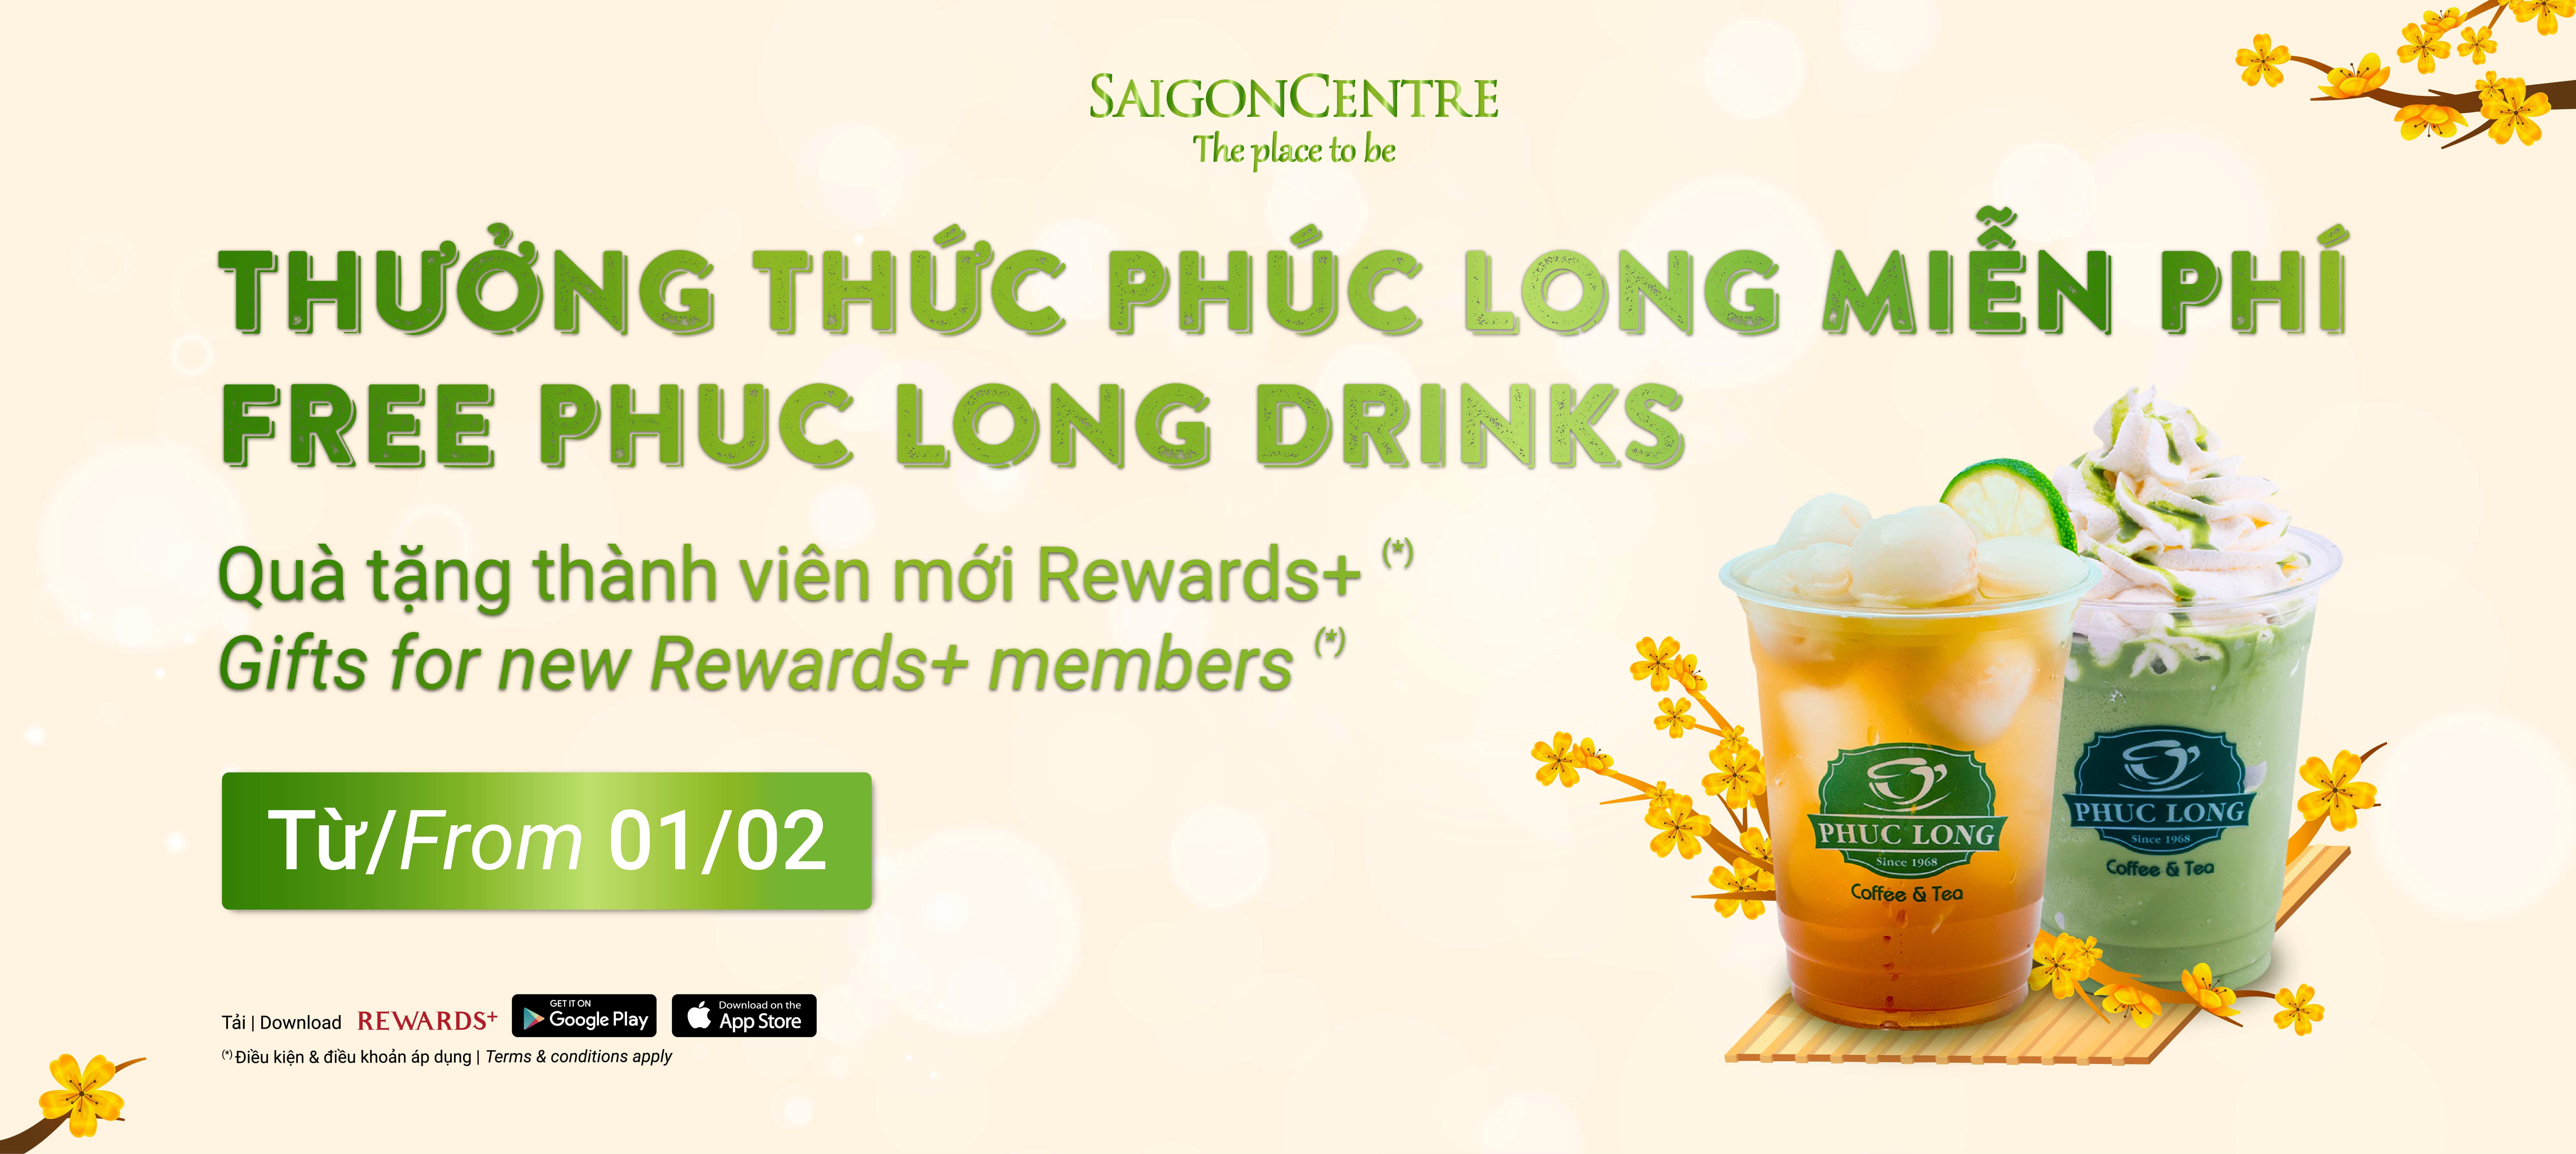 SAIGONCENTRE
The place to be
THƯỞNG THỨC PHÚC LONG MIỄN PHÍ
FREE PHUC LONG DRINKS
Quà tặng thành viên mới Rewards+ (*)
Gifts for new Rewards+ members (*)
Từ/From 01/02
PHUC LONG
Since 1968
Coffee & Tea
PHUC LONG
Since 1968
Coffee & Tea
Tải | Download REWARDS+ GET IT ON Google Play Download on the App Store
(*) Điều kiện & điều khoản áp dụng | Terms & conditions apply